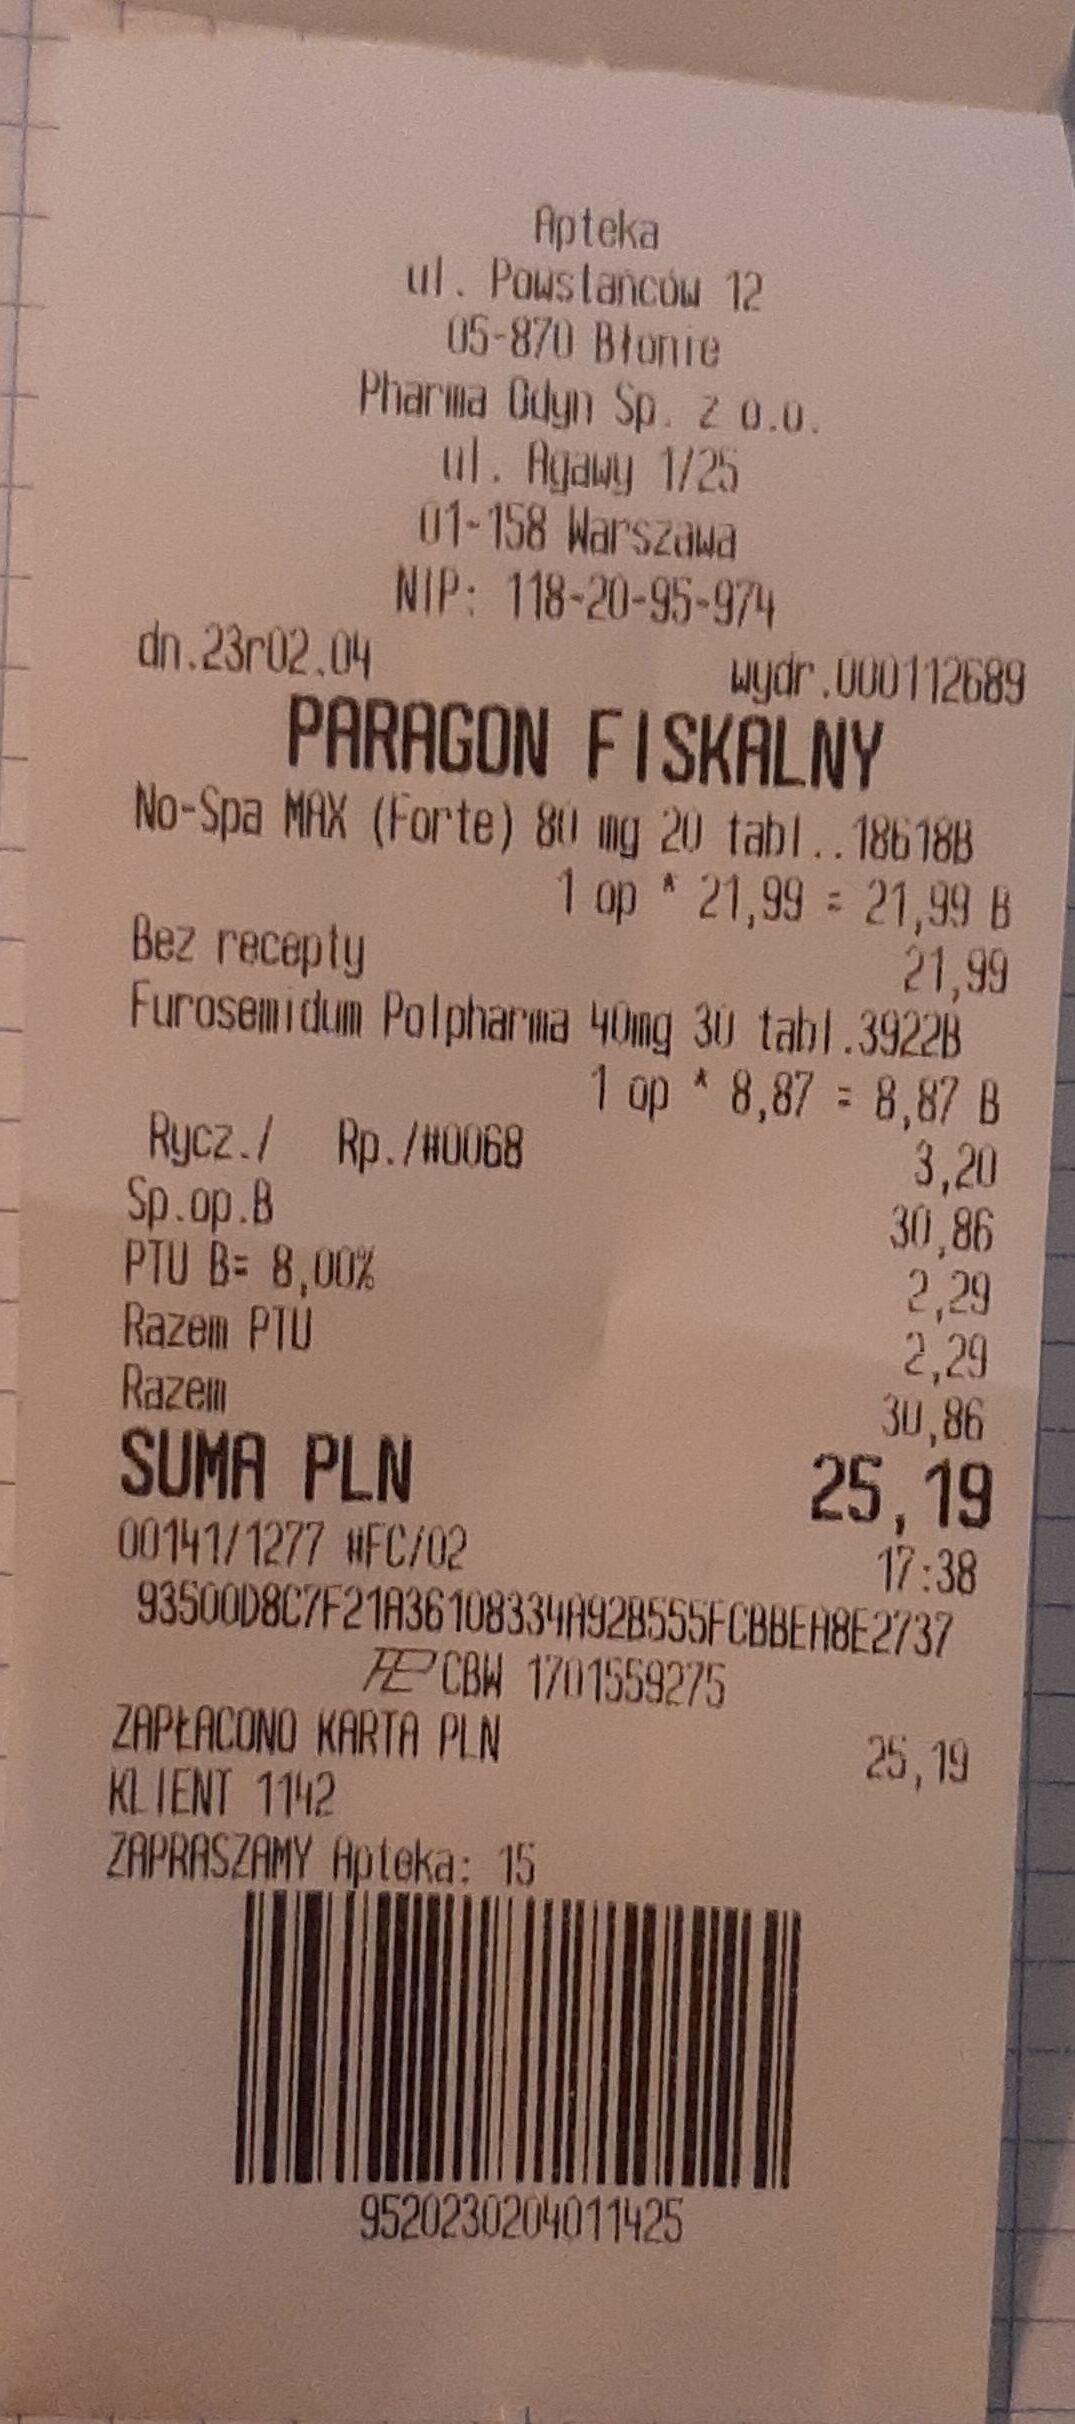 Apteka
ul. Powstańców 12
05-870 Błonie
Pharma Odyn Sp. z o.o.
ul. Agawy 1/25
01-158 Warszawa
NIP: 118-20-95-974
dn.23r02.04 wydr.000112689
PARAGON FISKALNY
No-Spa MAX (Forte) 80 mg 20 tabl..18618B
1 op * 21,99 = 21,99 B
Bez recepty 21,99
Furosemidum Polpharma 40mg 30 tabl.3922B
1 op * 8,87 = 8,87 B
Rycz./ Rp./#0068 3,20
Sp.op.B 30,86
PTU B= 8,00% 2,29
Razem PTU 2,29
Razem 30,86
SUMA PLN 25,19
00141/1277 #FC/02 17:38
93500D8C7F21A36108334A92B555FCBBEA8E2737
CBW 1701559275
ZAPŁACONO KARTA PLN 25,19
KLIENT 1142
ZAPRASZAMY Apteka: 15
9520230204011425